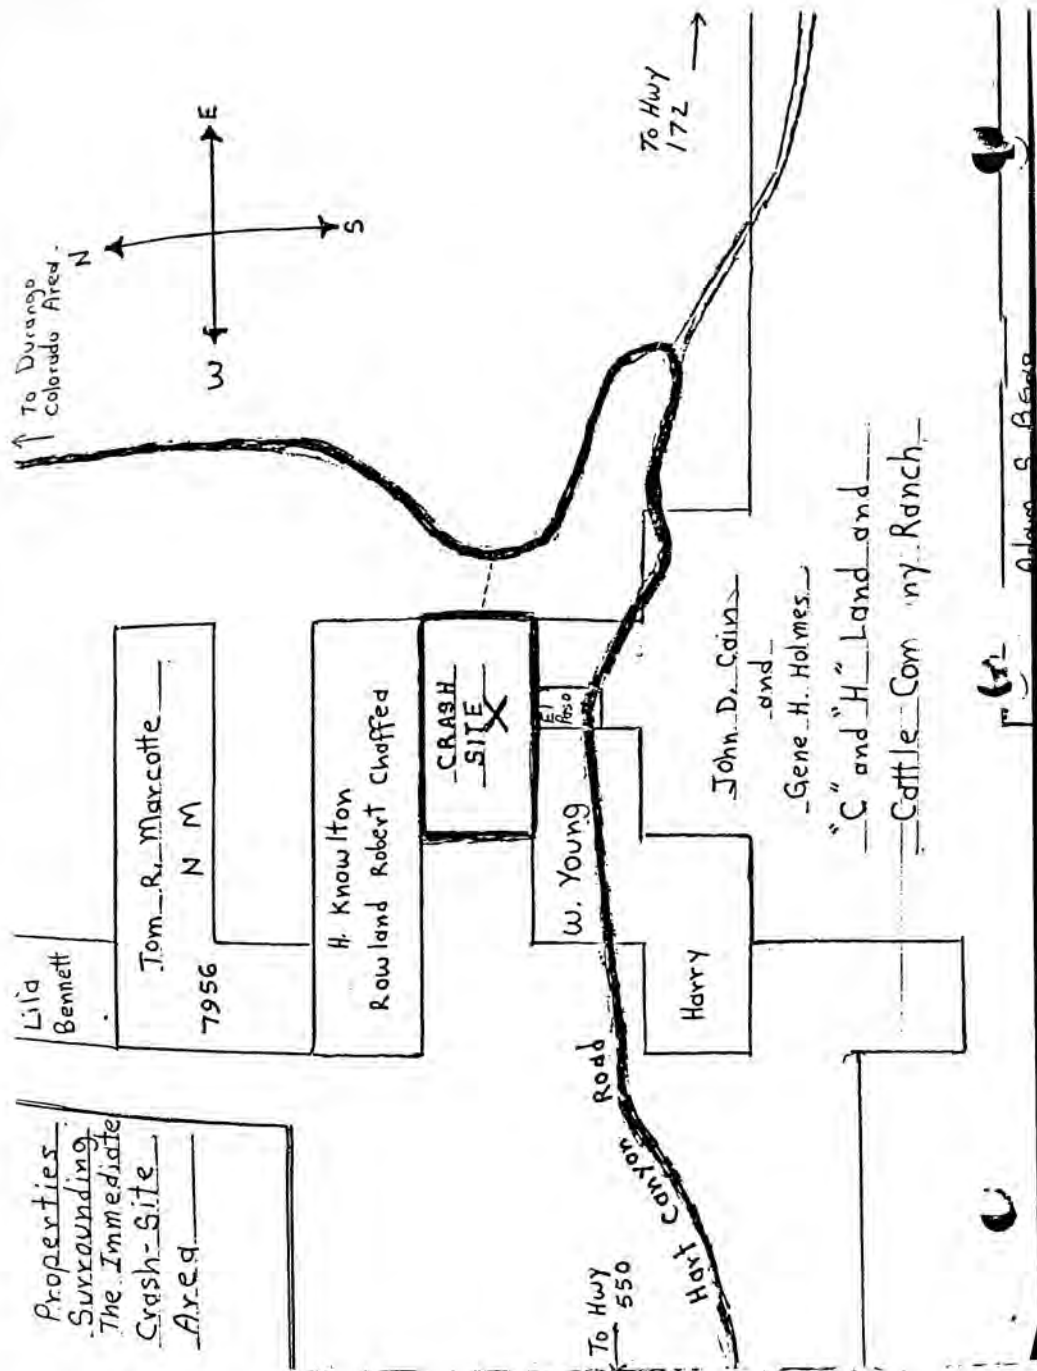 Properties
Surrounding
The Immediate
Crash-Site
Area
Lila
Bennett
Tom R. Marcotte
N M
7956
H. Knowlton
Rowland Robert Chaffed
CRASH
SITE
X
El
Paso
W. Young
Harry
To Durango
Colorado Area.
N
E
S
W
To Hwy
172
To Hwy
550
Hart Canyon Road
John D. Cain
and
Gene H. Holmes
"C" and "H" Land and
Cattle Com ny Ranch
Adam S